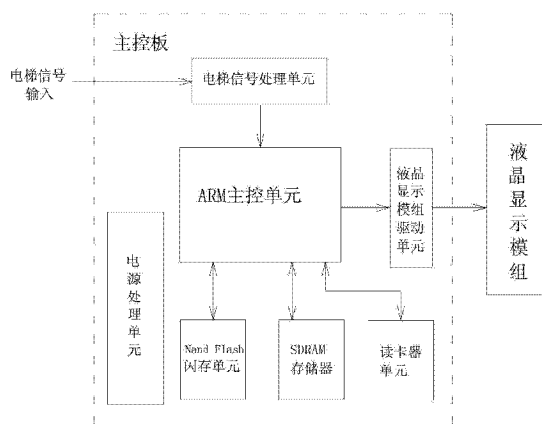 主控板
电梯信号
输入
电梯信号处理单元
ARM主控单元
液晶
显示
模组
驱动
单元
液
晶
显
示
模
组
电
源
处
理
单
元
Nand Flash
闪存单元
SDRAM
存储器
读卡器
单元